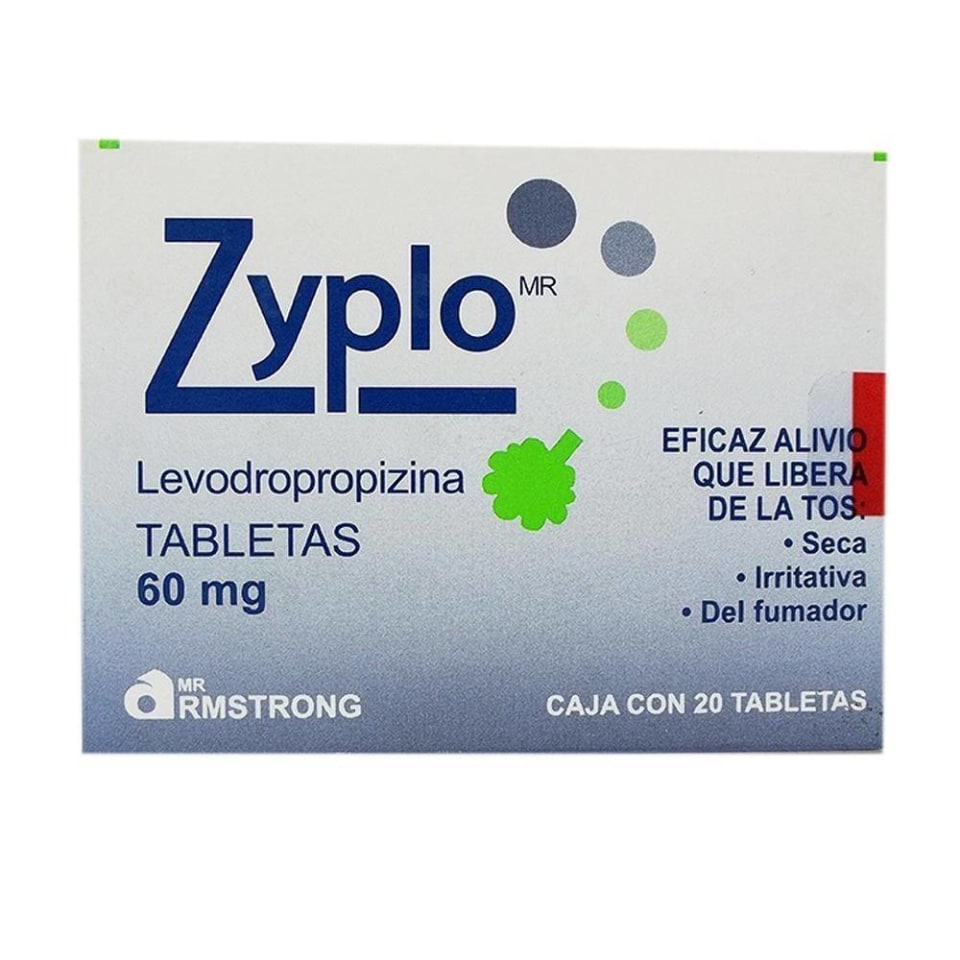 Zyplo MR
Levodropropizina
TABLETAS
60 mg
EFICAZ ALIVIO
QUE LIBERA
DE LA TOS:
• Seca
• Irritativa
• Del fumador
MR
aRMSTRONG
CAJA CON 20 TABLETAS